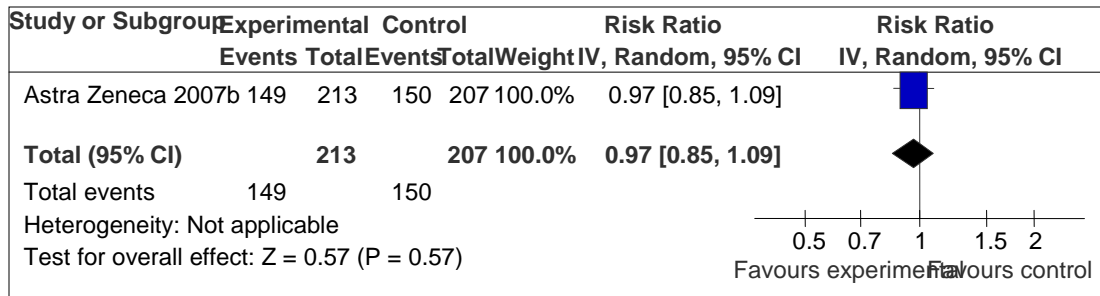 Study or Subgroup Experimental Control Risk Ratio Risk Ratio
Events Total Events Total Weight IV, Random, 95% CI IV, Random, 95% CI
Astra Zeneca 2007b 149 213 150 207 100.0% 0.97 [0.85, 1.09]
Total (95% CI) 213 207 100.0% 0.97 [0.85, 1.09]
Total events 149 150
Heterogeneity: Not applicable
Test for overall effect: Z = 0.57 (P = 0.57)
0.5 0.7 1 1.5 2
Favours experimental Favours control